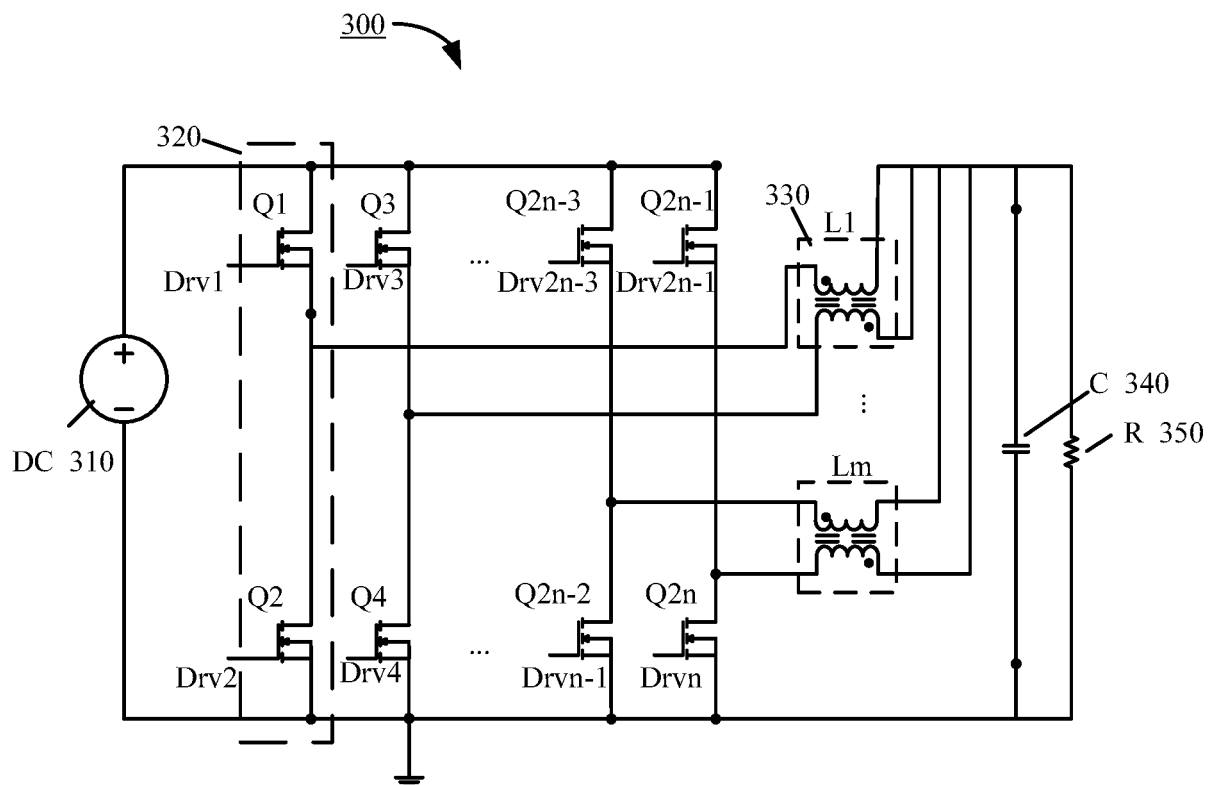 300
320
330
Q1
Q3
Q2n-3
Q2n-1
L1
Drv1
Drv3
...
Drv2n-3
Drv2n-1
+
−
DC 310
...
C 340
R 350
Lm
Q2
Q4
Q2n-2
Q2n
Drv2
Drv4
...
Drvn-1
Drvn